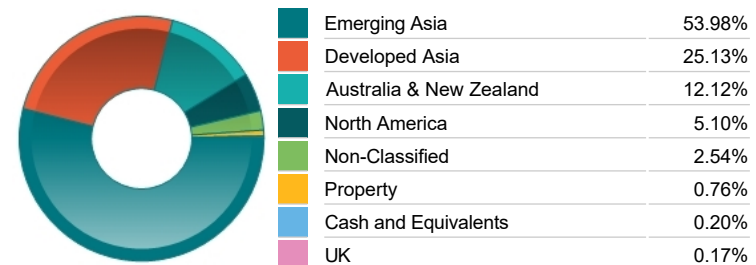 Emerging Asia 53.98%
Developed Asia 25.13%
Australia & New Zealand 12.12%
North America 5.10%
Non-Classified 2.54%
Property 0.76%
Cash and Equivalents 0.20%
UK 0.17%